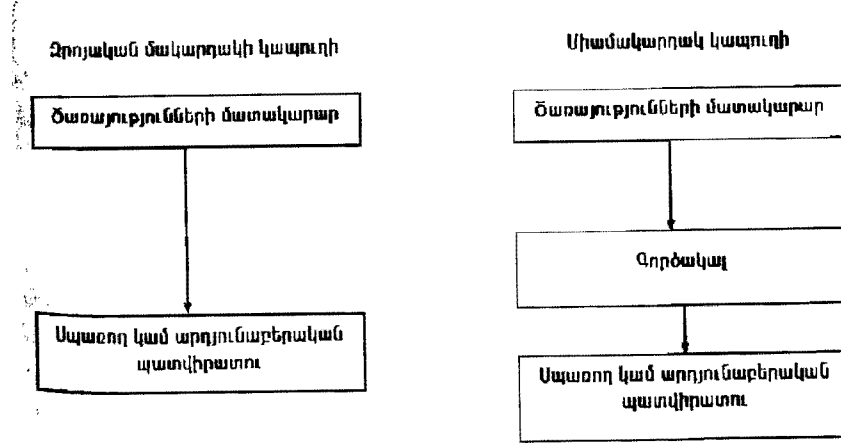 Զրոյական մակարդակի կապուղի
Ծառայությունների մատակարար
Սպառող կամ արդյունաբերական
պատվիրատու
Միամակարդակ կապուղի
Ծառայությունների մատակարար
Գործակալ
Սպառող կամ արդյունաբերական
պատվիրատու